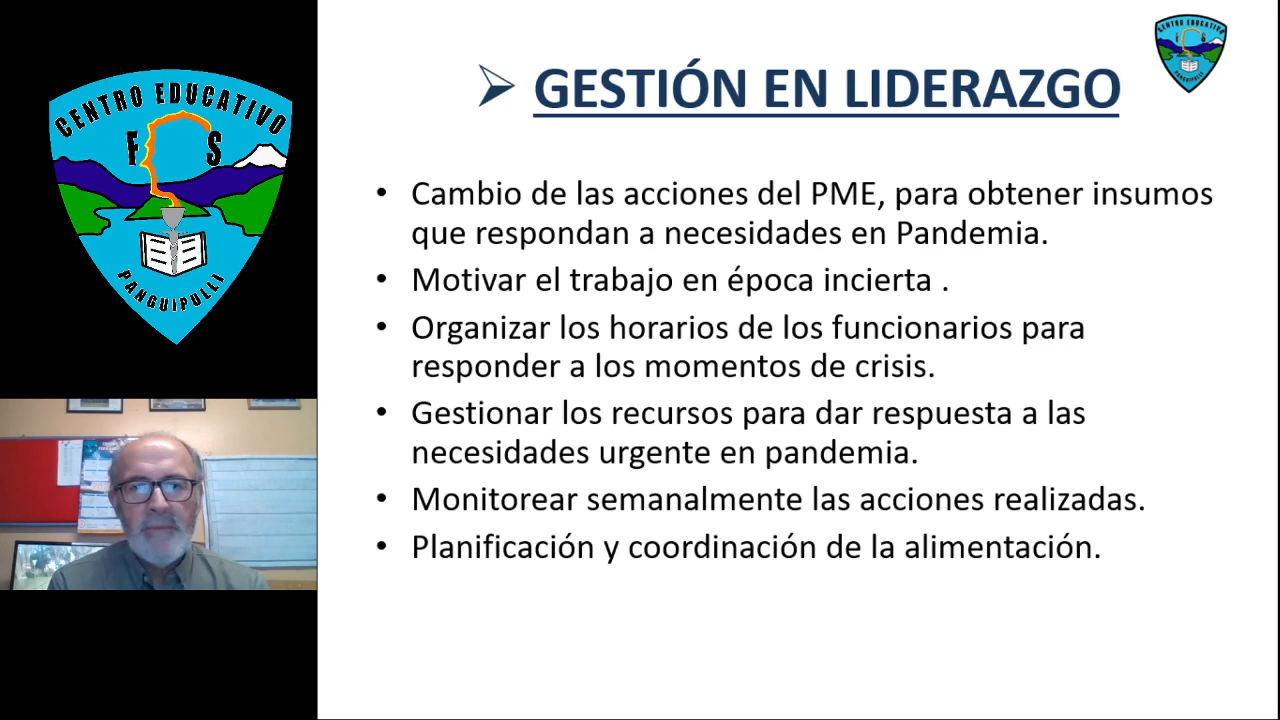 CENTRO EDUCATIVO
F S
PANGUIPULLI
CENTRO EDUCATIVO
F S
PANGUIPULLI
GESTIÓN EN LIDERAZGO
• Cambio de las acciones del PME, para obtener insumos
que respondan a necesidades en Pandemia.
• Motivar el trabajo en época incierta .
• Organizar los horarios de los funcionarios para
responder a los momentos de crisis.
• Gestionar los recursos para dar respuesta a las
necesidades urgente en pandemia.
• Monitorear semanalmente las acciones realizadas.
• Planificación y coordinación de la alimentación.